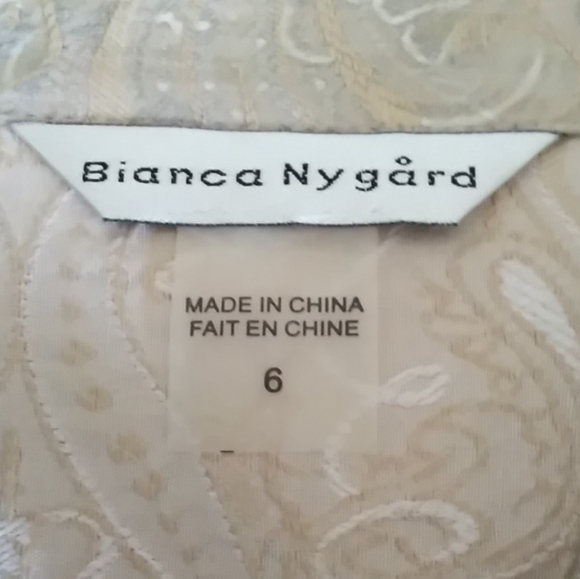 Bianca Nygård
MADE IN CHINA
FAIT EN CHINE
6